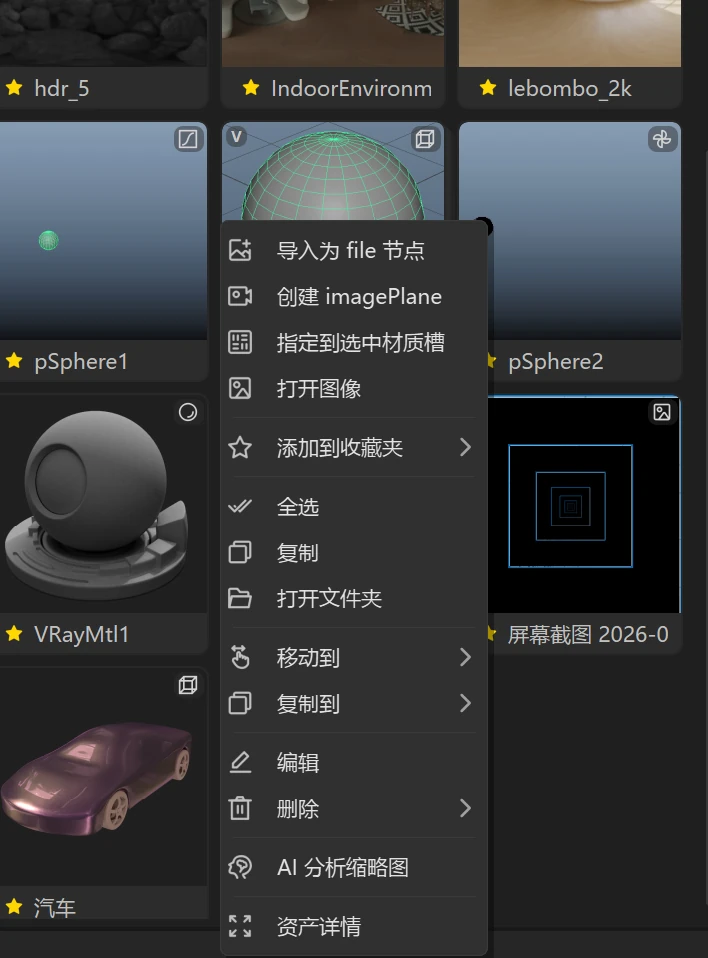 hdr_5
IndoorEnvironm
lebombo_2k
V
pSphere1
pSphere2
导入为 file 节点
创建 imagePlane
指定到选中材质槽
打开图像
添加到收藏夹
全选
复制
打开文件夹
移动到
复制到
编辑
删除
AI 分析缩略图
资产详情
VRayMtl1
屏幕截图 2026-0
汽车